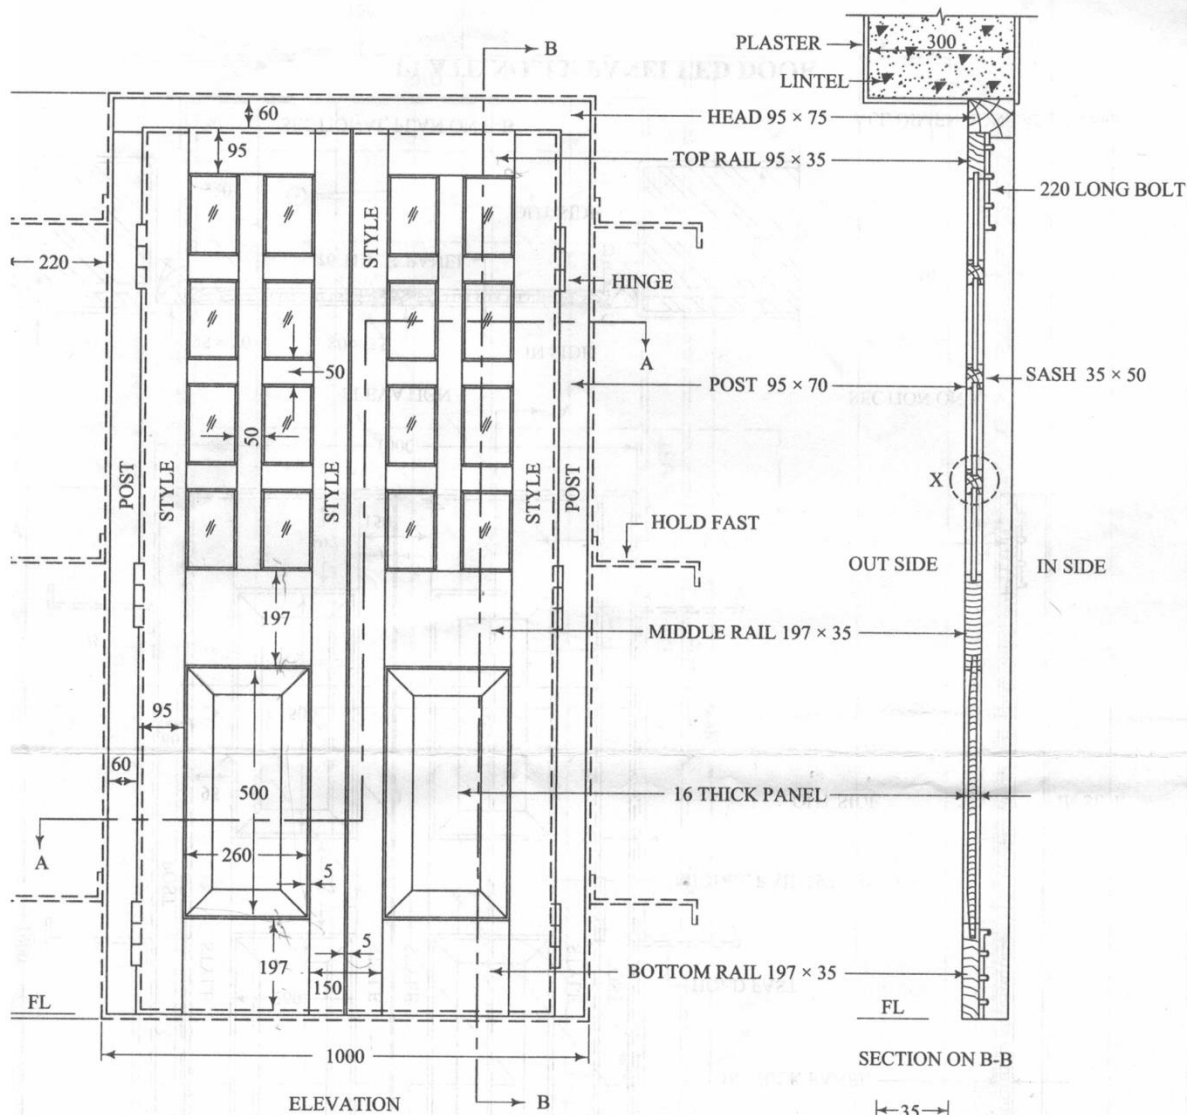 B
PLASTER
300
LINTEL
60
HEAD 95 × 75
95
TOP RAIL 95 × 35
220 LONG BOLT
STYLE
220
HINGE
A
50
POST 95 × 70
SASH 35 × 50
50
POST
STYLE
STYLE
STYLE
POST
X
HOLD FAST
OUT SIDE
IN SIDE
197
MIDDLE RAIL 197 × 35
95
60
500
16 THICK PANEL
A
260
5
5
197
150
BOTTOM RAIL 197 × 35
FL
FL
1000
SECTION ON B-B
ELEVATION
B
35